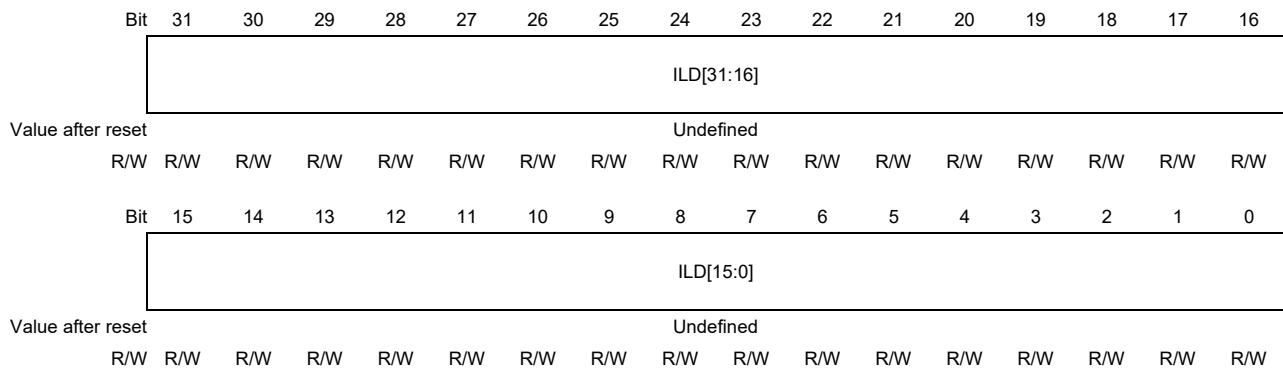 Bit 31 30 29 28 27 26 25 24 23 22 21 20 19 18 17 16
ILD[31:16]
Value after reset Undefined
R/W R/W R/W R/W R/W R/W R/W R/W R/W R/W R/W R/W R/W R/W R/W R/W R/W
Bit 15 14 13 12 11 10 9 8 7 6 5 4 3 2 1 0
ILD[15:0]
Value after reset Undefined
R/W R/W R/W R/W R/W R/W R/W R/W R/W R/W R/W R/W R/W R/W R/W R/W R/W